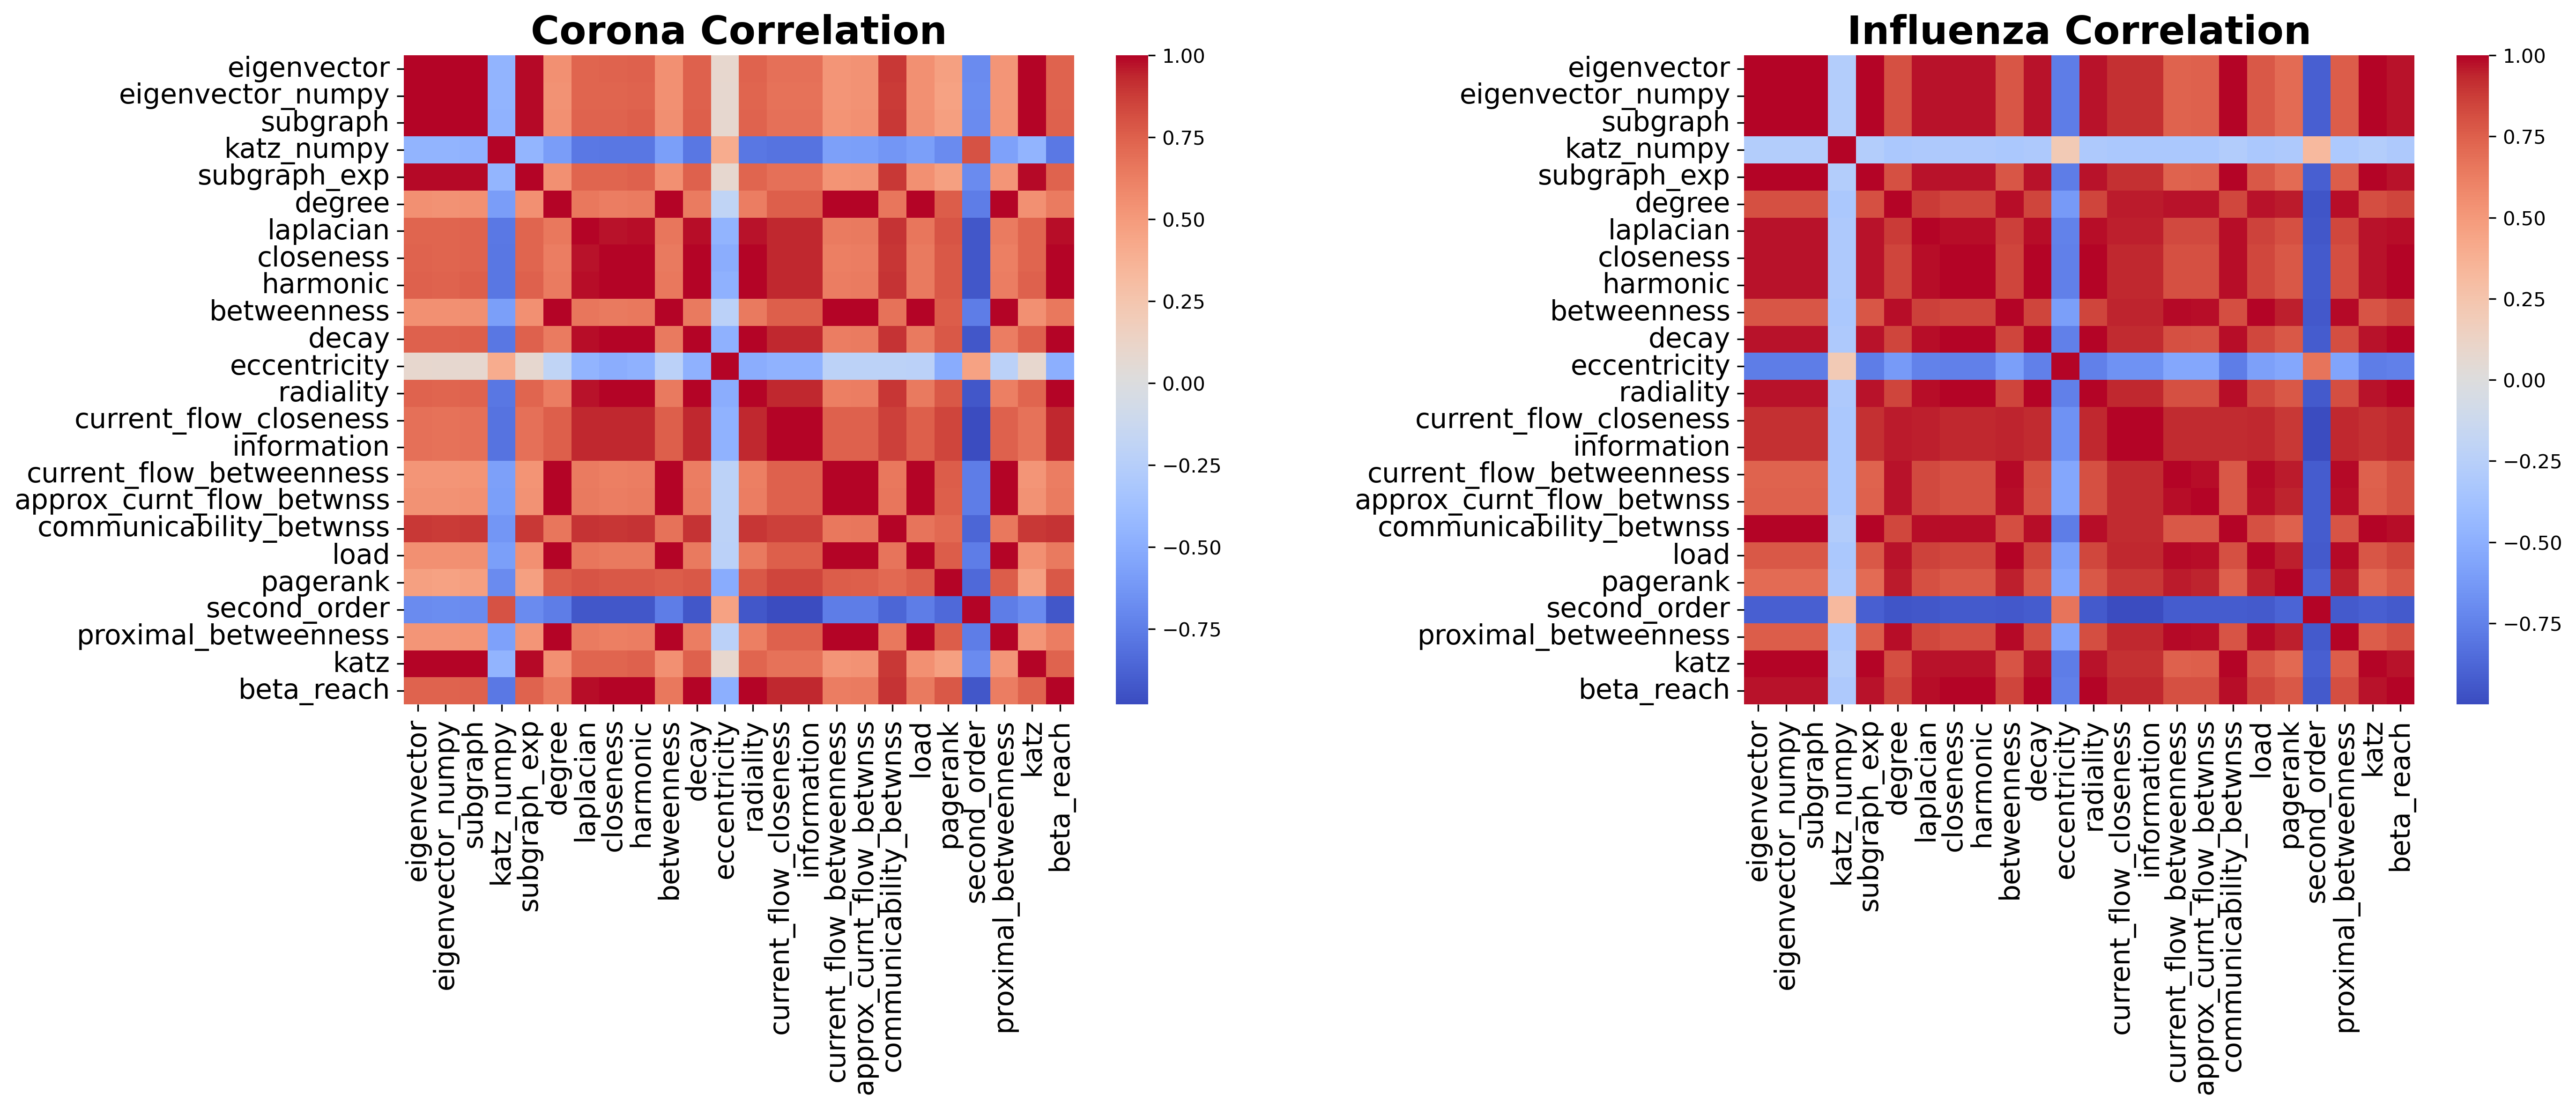 Corona Correlation
eigenvector
eigenvector_numpy
subgraph
katz_numpy
subgraph_exp
degree
laplacian
closeness
harmonic
betweenness
decay
eccentricity
radiality
current_flow_closeness
information
current_flow_betweenness
approx_curnt_flow_betwnss
communicability_betwnss
load
pagerank
second_order
proximal_betweenness
katz
beta_reach
eigenvector
eigenvector_numpy
subgraph
katz_numpy
subgraph_exp
degree
laplacian
closeness
harmonic
betweenness
decay
eccentricity
radiality
current_flow_closeness
information
current_flow_betweenness
approx_curnt_flow_betwnss
communicability_betwnss
load
pagerank
second_order
proximal_betweenness
katz
beta_reach
1.00
0.75
0.50
0.25
0.00
−0.25
−0.50
−0.75
Influenza Correlation
eigenvector
eigenvector_numpy
subgraph
katz_numpy
subgraph_exp
degree
laplacian
closeness
harmonic
betweenness
decay
eccentricity
radiality
current_flow_closeness
information
current_flow_betweenness
approx_curnt_flow_betwnss
communicability_betwnss
load
pagerank
second_order
proximal_betweenness
katz
beta_reach
eigenvector
eigenvector_numpy
subgraph
katz_numpy
subgraph_exp
degree
laplacian
closeness
harmonic
betweenness
decay
eccentricity
radiality
current_flow_closeness
information
current_flow_betweenness
approx_curnt_flow_betwnss
communicability_betwnss
load
pagerank
second_order
proximal_betweenness
katz
beta_reach
1.00
0.75
0.50
0.25
0.00
−0.25
−0.50
−0.75